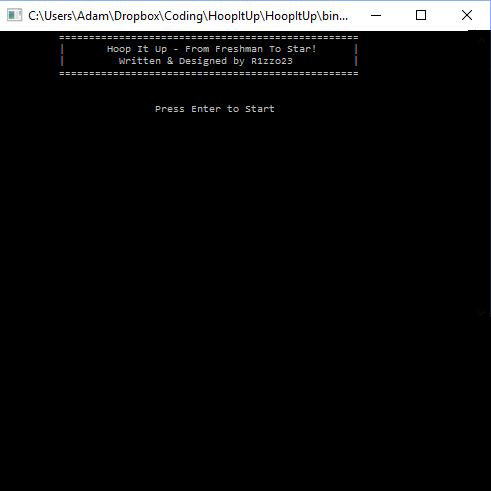 C:\Users\Adam\Dropbox\Coding\HoopItUp\HoopItUp\bin...
==================================================
| Hoop It Up - From Freshman To Star! |
| Written & Designed by R1zzo23 |
==================================================
Press Enter to Start